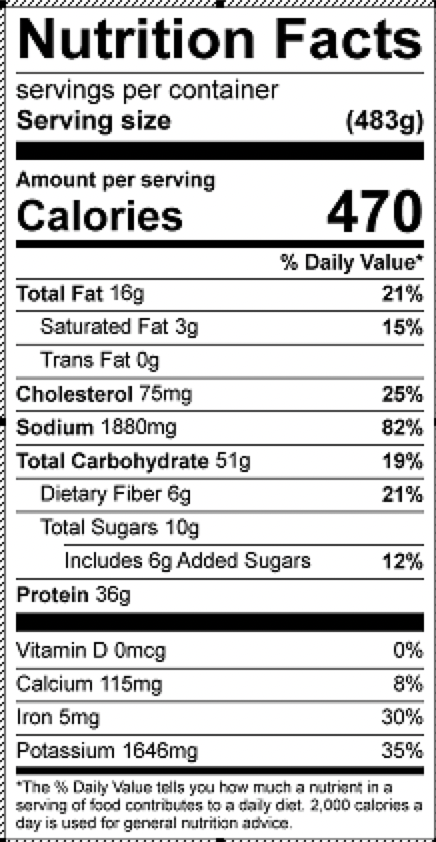 Nutrition Facts
servings per container
Serving size (483g)
Amount per serving
Calories 470
% Daily Value*
Total Fat 16g 21%
Saturated Fat 3g 15%
Trans Fat 0g
Cholesterol 75mg 25%
Sodium 1880mg 82%
Total Carbohydrate 51g 19%
Dietary Fiber 6g 21%
Total Sugars 10g
Includes 6g Added Sugars 12%
Protein 36g
Vitamin D 0mcg 0%
Calcium 115mg 8%
Iron 5mg 30%
Potassium 1646mg 35%
*The % Daily Value tells you how much a nutrient in a
serving of food contributes to a daily diet. 2,000 calories a
day is used for general nutrition advice.